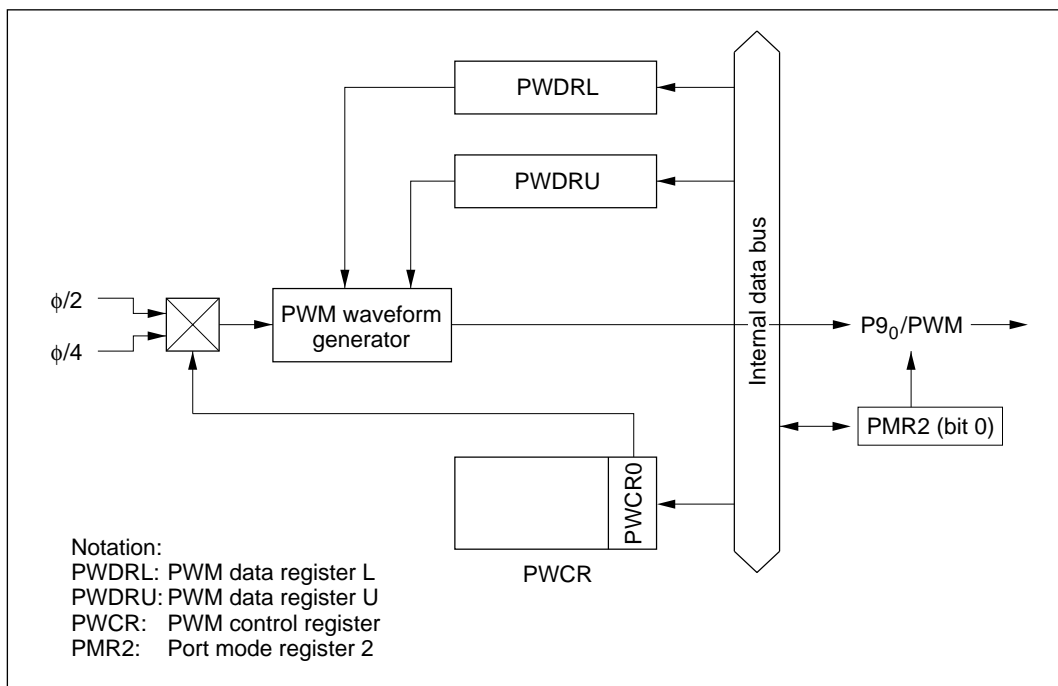 PWDRL
PWDRU
Internal data bus
ϕ/2
ϕ/4
PWM waveform
generator
P9₀/PWM
PMR2 (bit 0)
PWCR0
PWCR
Notation:
PWDRL: PWM data register L
PWDRU: PWM data register U
PWCR: PWM control register
PMR2: Port mode register 2